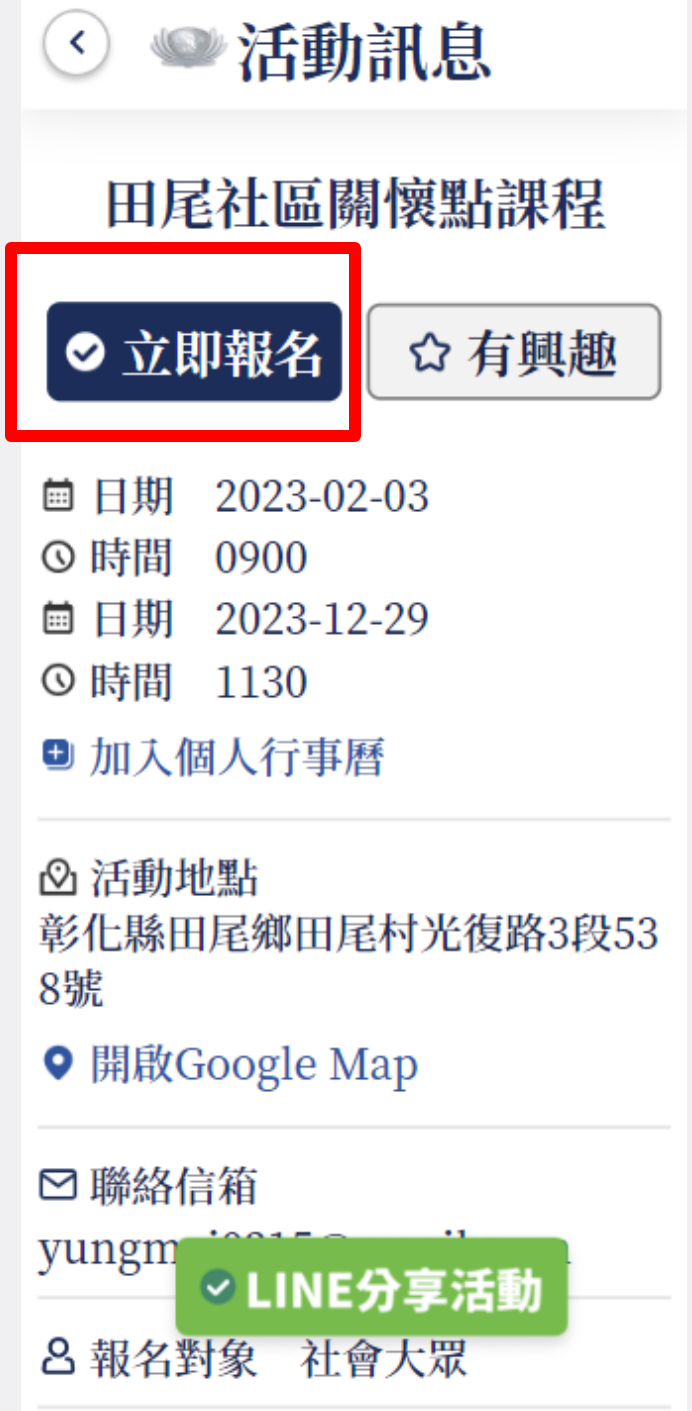 活動訊息
田尾社區關懷點課程
立即報名 有興趣
日期 2023-02-03
時間 0900
日期 2023-12-29
時間 1130
加入個人行事曆
活動地點
彰化縣田尾鄉田尾村光復路3段53
8號
開啟Google Map
聯絡信箱
LINE分享活動
報名對象 社會大眾